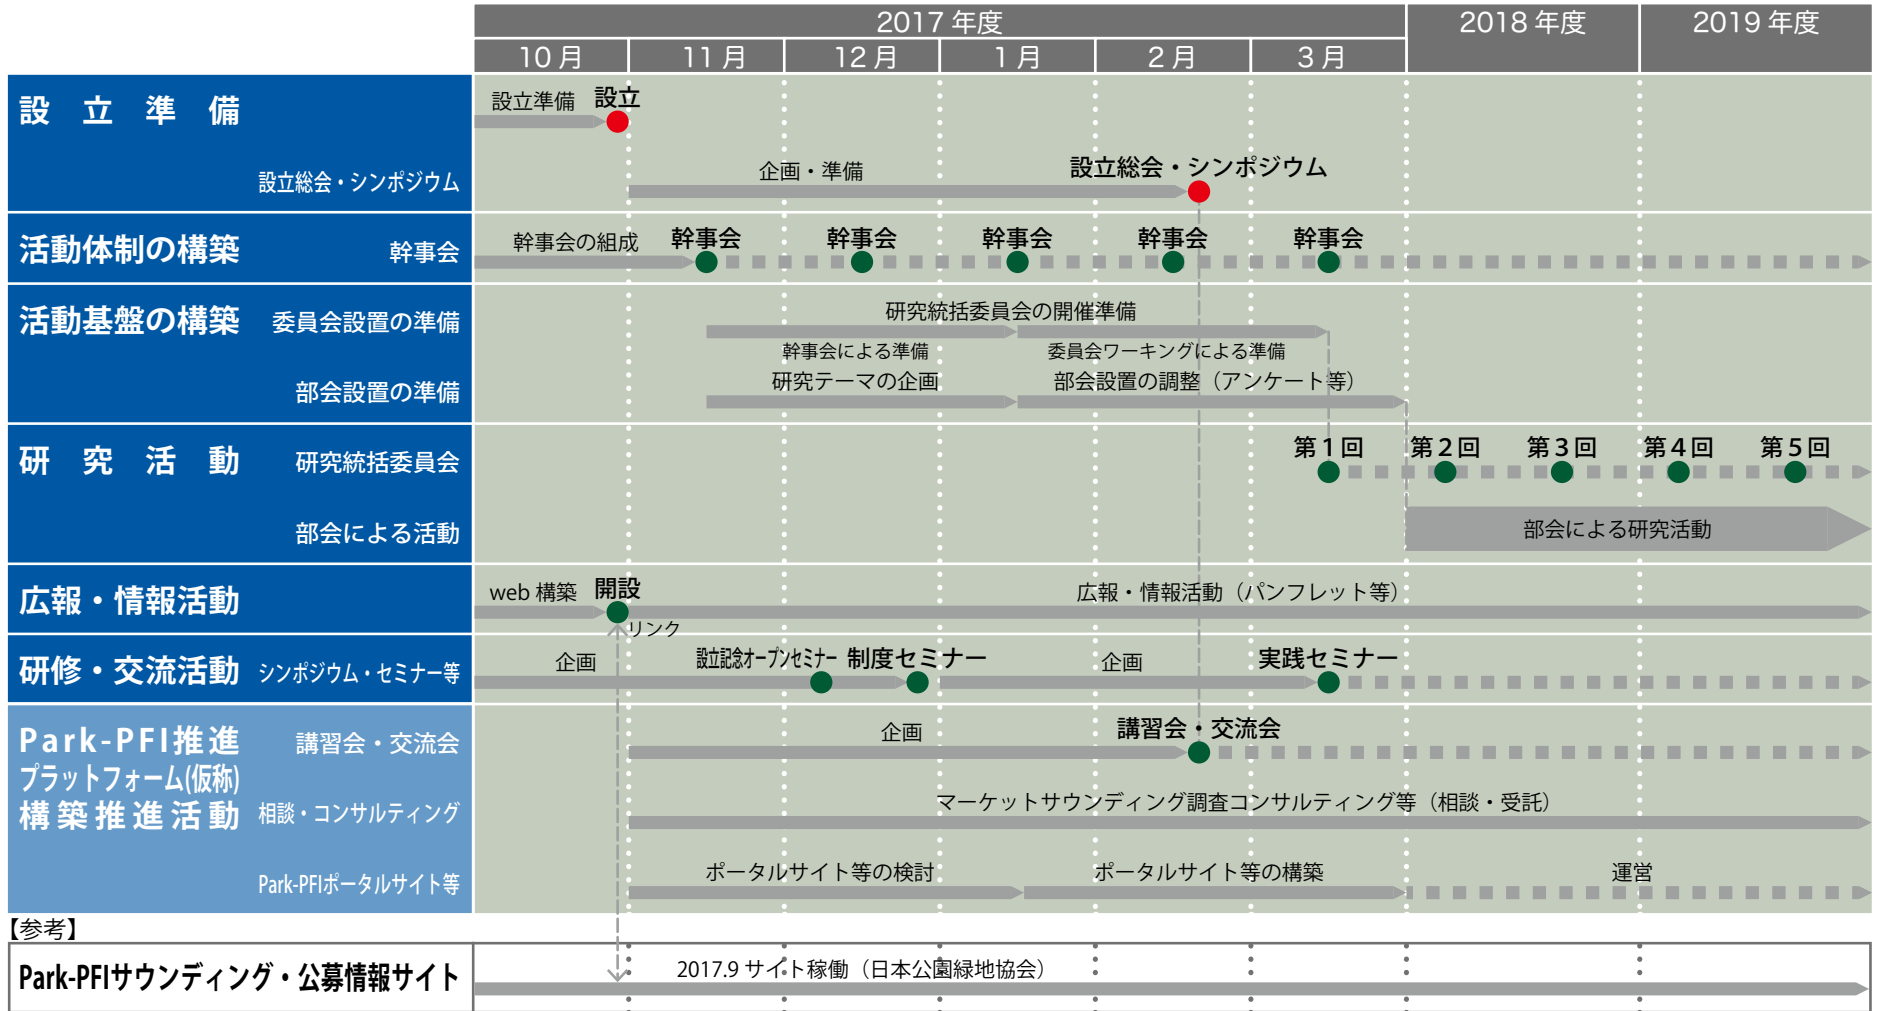 2017 年度
2018 年度
2019 年度
10 月
11 月
12 月
1 月
2 月
3 月
設立準備
設立準備
設立
設立総会・シンポジウム
企画・準備
設立総会・シンポジウム
活動体制の構築
幹事会
幹事会の組成
幹事会
幹事会
幹事会
幹事会
幹事会
活動基盤の構築
委員会設置の準備
研究統括委員会の開催準備
幹事会による準備
委員会ワーキングによる準備
部会設置の準備
研究テーマの企画
部会設置の調整（アンケート等）
研究活動
研究統括委員会
第1回
第2回
第3回
第4回
第5回
部会による活動
部会による研究活動
広報・情報活動
web 構築
開設
広報・情報活動（パンフレット等）
リンク
研修・交流活動
シンポジウム・セミナー等
企画
設立記念オープンセミナー
制度セミナー
企画
実践セミナー
Park-PFI推進
プラットフォーム(仮称)
構築推進活動
講習会・交流会
企画
講習会・交流会
相談・コンサルティング
マーケットサウンディング調査コンサルティング等（相談・受託）
Park-PFIポータルサイト等
ポータルサイト等の検討
ポータルサイト等の構築
運営
【参考】
Park-PFIサウンディング・公募情報サイト
2017.9 サイト稼働（日本公園緑地協会）